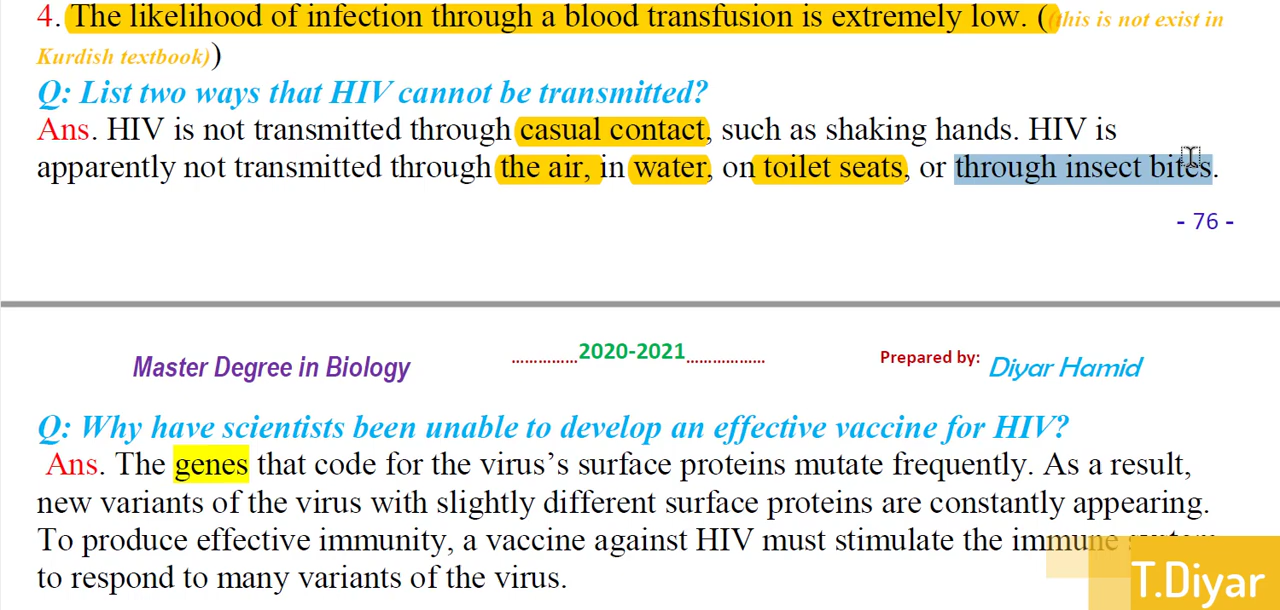 4. The likelihood of infection through a blood transfusion is extremely low. ((this is not exist in
Kurdish textbook))
Q: List two ways that HIV cannot be transmitted?
Ans. HIV is not transmitted through casual contact, such as shaking hands. HIV is
apparently not transmitted through the air, in water, on toilet seats, or through insect bites.
- 76 -
Master Degree in Biology ..............2020-2021................. Prepared by: Diyar Hamid
Q: Why have scientists been unable to develop an effective vaccine for HIV?
Ans. The genes that code for the virus's surface proteins mutate frequently. As a result,
new variants of the virus with slightly different surface proteins are constantly appearing.
To produce effective immunity, a vaccine against HIV must stimulate the immune system
to respond to many variants of the virus.
T.Diyar